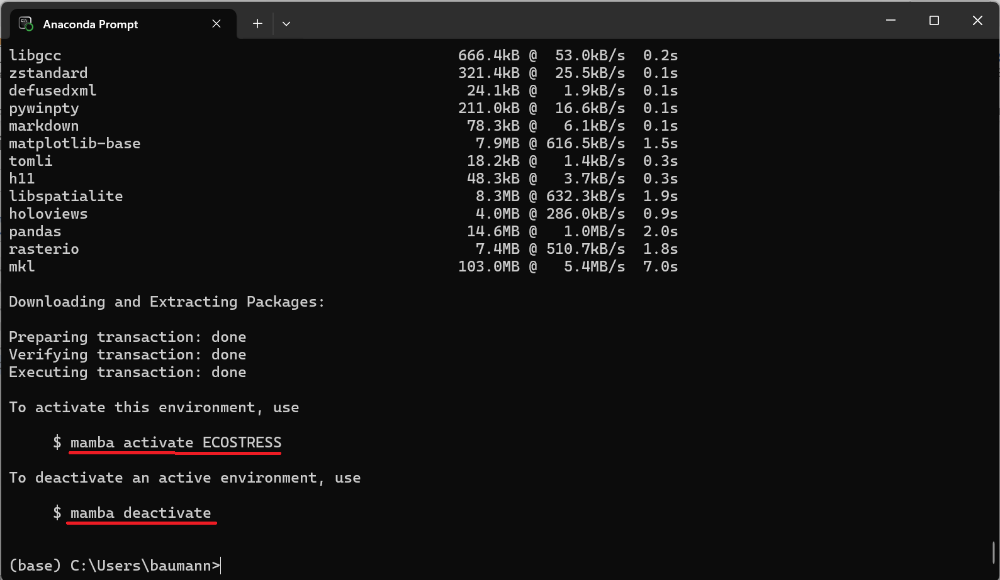 Anaconda Prompt
libgcc 666.4kB @ 53.0kB/s 0.2s
zstandard 321.4kB @ 25.5kB/s 0.1s
defusedxml 24.1kB @ 1.9kB/s 0.1s
pywinpty 211.0kB @ 16.6kB/s 0.1s
markdown 78.3kB @ 6.1kB/s 0.1s
matplotlib-base 7.9MB @ 616.5kB/s 1.5s
tomli 18.2kB @ 1.4kB/s 0.3s
h11 48.3kB @ 3.7kB/s 0.3s
libspatialite 8.3MB @ 632.3kB/s 1.9s
holoviews 4.0MB @ 286.0kB/s 0.9s
pandas 14.6MB @ 1.0MB/s 2.0s
rasterio 7.4MB @ 510.7kB/s 1.8s
mkl 103.0MB @ 5.4MB/s 7.0s
Downloading and Extracting Packages:
Preparing transaction: done
Verifying transaction: done
Executing transaction: done
To activate this environment, use
$ mamba activate ECOSTRESS
To deactivate an active environment, use
$ mamba deactivate
(base) C:\Users\baumann>